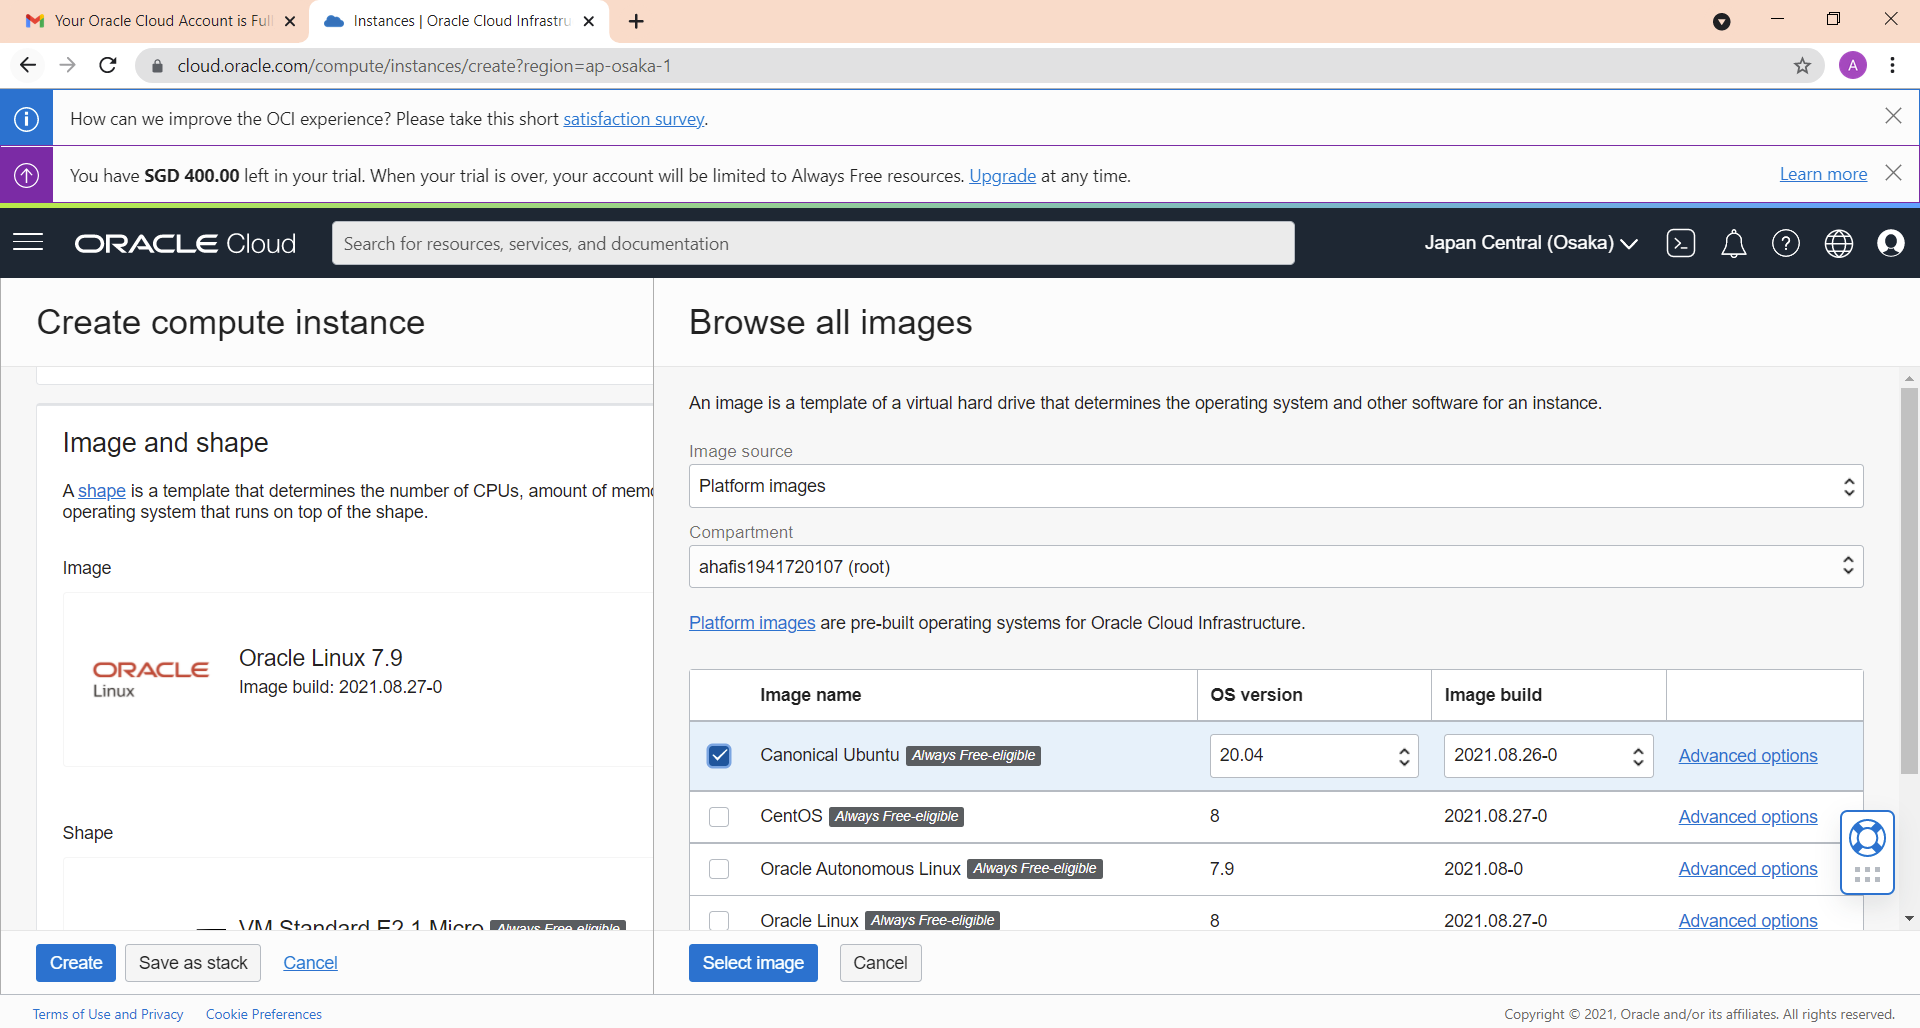 Your Oracle Cloud Account is Full
Instances | Oracle Cloud Infrastru
cloud.oracle.com/compute/instances/create?region=ap-osaka-1
A
How can we improve the OCI experience? Please take this short satisfaction survey.
You have SGD 400.00 left in your trial. When your trial is over, your account will be limited to Always Free resources. Upgrade at any time.
Learn more
ORACLE Cloud
Search for resources, services, and documentation
Japan Central (Osaka)
Create compute instance
Image and shape
A shape is a template that determines the number of CPUs, amount of memo
operating system that runs on top of the shape.
Image
ORACLE
Linux
Oracle Linux 7.9
Image build: 2021.08.27-0
Shape
VM.Standard.E2.1.Micro Always Free-eligible
Create
Save as stack
Cancel
Browse all images
An image is a template of a virtual hard drive that determines the operating system and other software for an instance.
Image source
Platform images
Compartment
ahafis1941720107 (root)
Platform images are pre-built operating systems for Oracle Cloud Infrastructure.
Image name OS version Image build
Canonical Ubuntu Always Free-eligible 20.04 2021.08.26-0 Advanced options
CentOS Always Free-eligible 8 2021.08.27-0 Advanced options
Oracle Autonomous Linux Always Free-eligible 7.9 2021.08-0 Advanced options
Oracle Linux Always Free-eligible 8 2021.08.27-0 Advanced options
Select image
Cancel
Terms of Use and Privacy
Cookie Preferences
Copyright © 2021, Oracle and/or its affiliates. All rights reserved.